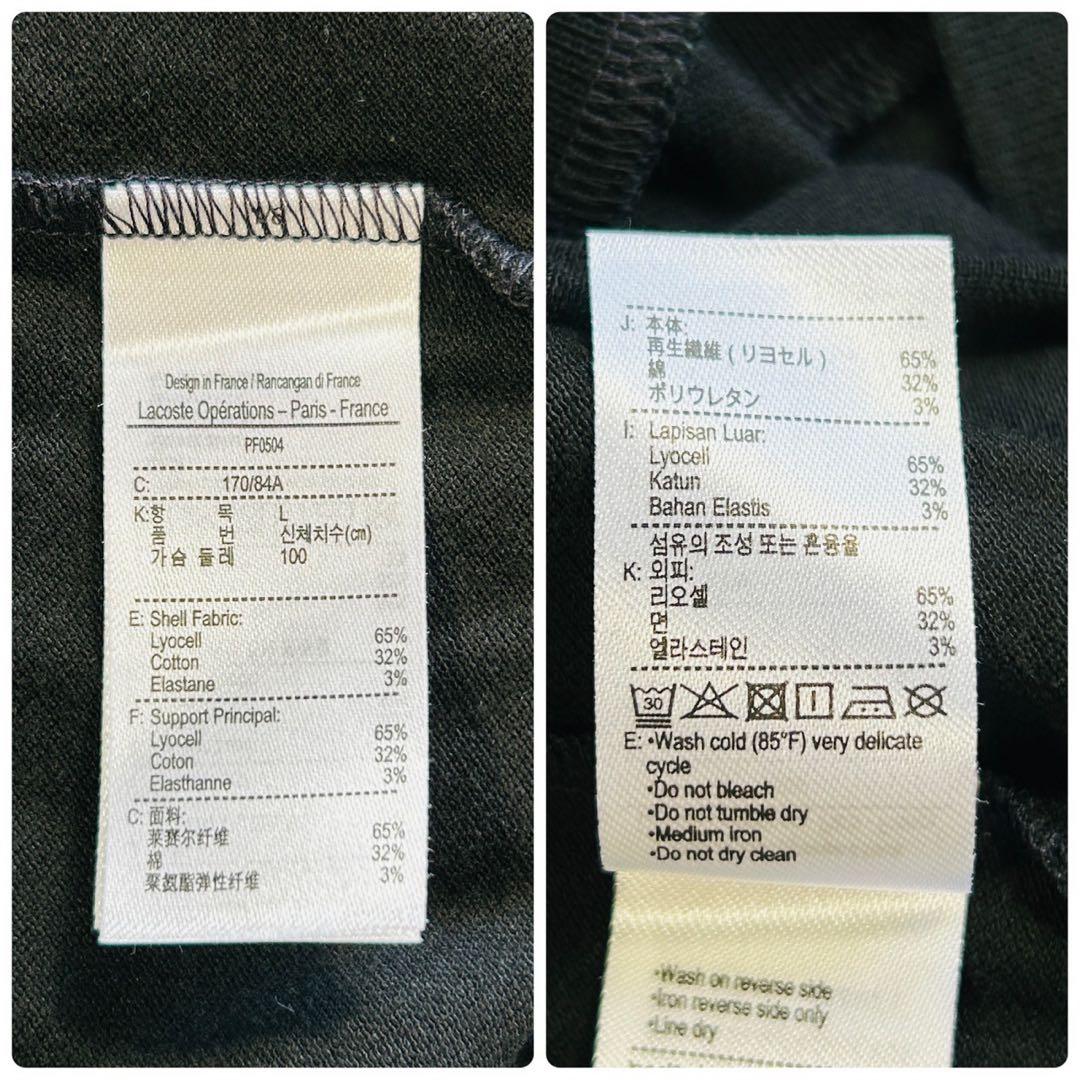 Design in France / Rancangan di France
Lacoste Opérations – Paris - France
PF0504
C: 170/84A
K: 항 목 L
품 번 신체치수(cm)
가슴 둘레 100
E: Shell Fabric:
Lyocell 65%
Cotton 32%
Elastane 3%
F: Support Principal:
Lyocell 65%
Coton 32%
Elasthanne 3%
C: 面料:
莱赛尔纤维 65%
棉 32%
聚氨酯弹性纤维 3%
J: 本体:
再生繊維 ( リヨセル ) 65%
綿 32%
ポリウレタン 3%
I: Lapisan Luar:
Lyocell 65%
Katun 32%
Bahan Elastis 3%
섬유의 조성 또는 혼용율
K: 외피:
리오셀 65%
면 32%
엘라스테인 3%
30
E: •Wash cold (85°F) very delicate
cycle
•Do not bleach
•Do not tumble dry
•Medium iron
•Do not dry clean
•Wash on reverse side
•Iron reverse side only
•Line dry